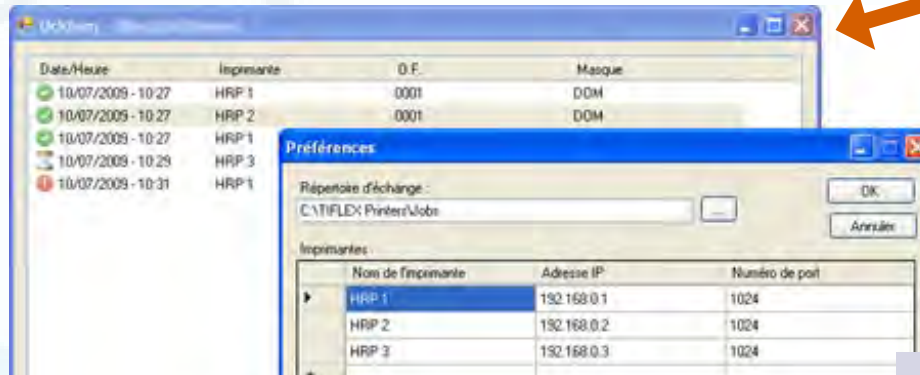 Date/Heure Imprimante O.F. Masque
10/07/2009 - 10:27 HRP 1 0001 DOM
10/07/2009 - 10:27 HRP 2 0001 DOM
10/07/2009 - 10:27 HRP 1
10/07/2009 - 10:29 HRP 3
10/07/2009 - 10:31 HRP 1
Préférences
Répertoire d'échange :
C:\TIFLEX Printers\Jobs
...
OK
Annuler
Imprimantes
Nom de l'imprimante Adresse IP Numéro de port
HRP 1 192.168.0.1 1024
HRP 2 192.168.0.2 1024
HRP 3 192.168.0.3 1024